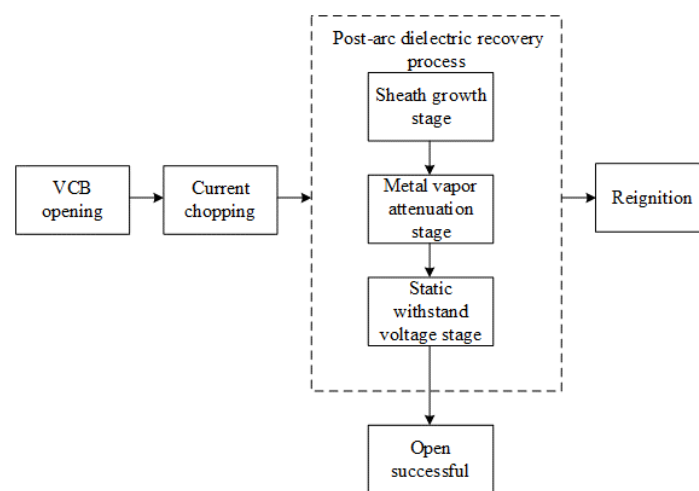 Post-arc dielectric recovery
process
Sheath growth
stage
VCB
opening
Current
chopping
Metal vapor
attenuation
stage
Reignition
Static
withstand
voltage stage
Open
successful